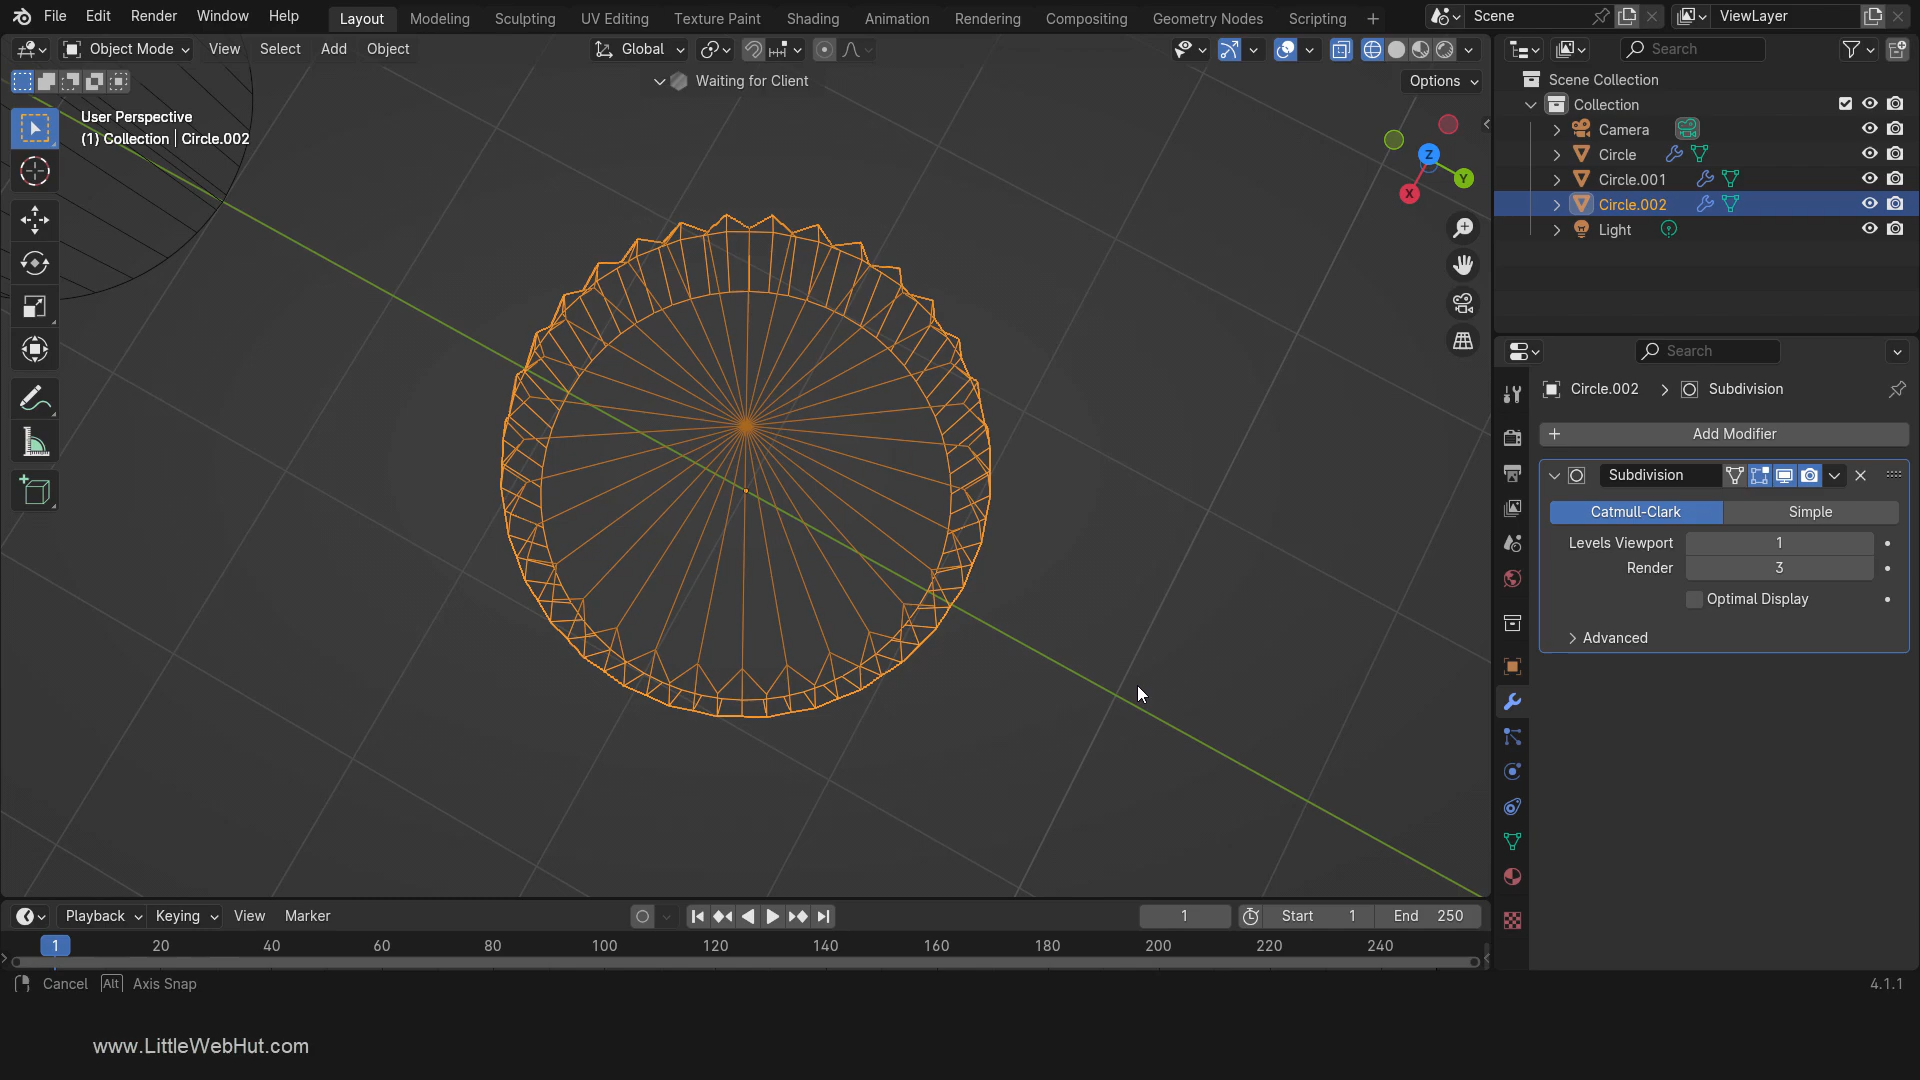 File Edit Render Window Help Layout Modeling Sculpting UV Editing Texture Paint Shading Animation Rendering Compositing Geometry Nodes Scripting Scene ViewLayer
Object Mode View Select Add Object Global Search
Waiting for Client Options
User Perspective
(1) Collection | Circle.002
Z
Y
X
Scene Collection
Collection
Camera
Circle
Circle.001
Circle.002
Light
Search
Circle.002 Subdivision
Add Modifier
Subdivision
Catmull-Clark Simple
Levels Viewport 1
Render 3
Optimal Display
Advanced
Playback Keying View Marker 1 Start 1 End 250
1 20 40 60 80 100 120 140 160 180 200 220 240
Cancel Alt Axis Snap 4.1.1
www.LittleWebHut.com